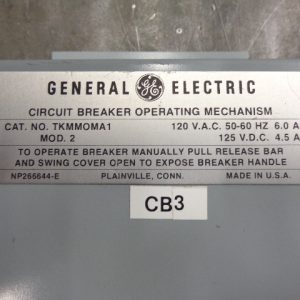 GENERAL GE ELECTRIC
CIRCUIT BREAKER OPERATING MECHANISM
CAT. NO. TKMMOMA1 120 V.A.C. 50-60 HZ 6.0 A
MOD. 2 125 V.D.C. 4.5 A
TO OPERATE BREAKER MANUALLY PULL RELEASE BAR
AND SWING COVER OPEN TO EXPOSE BREAKER HANDLE
NP266644-E PLAINVILLE, CONN. MADE IN U.S.A.
CB3